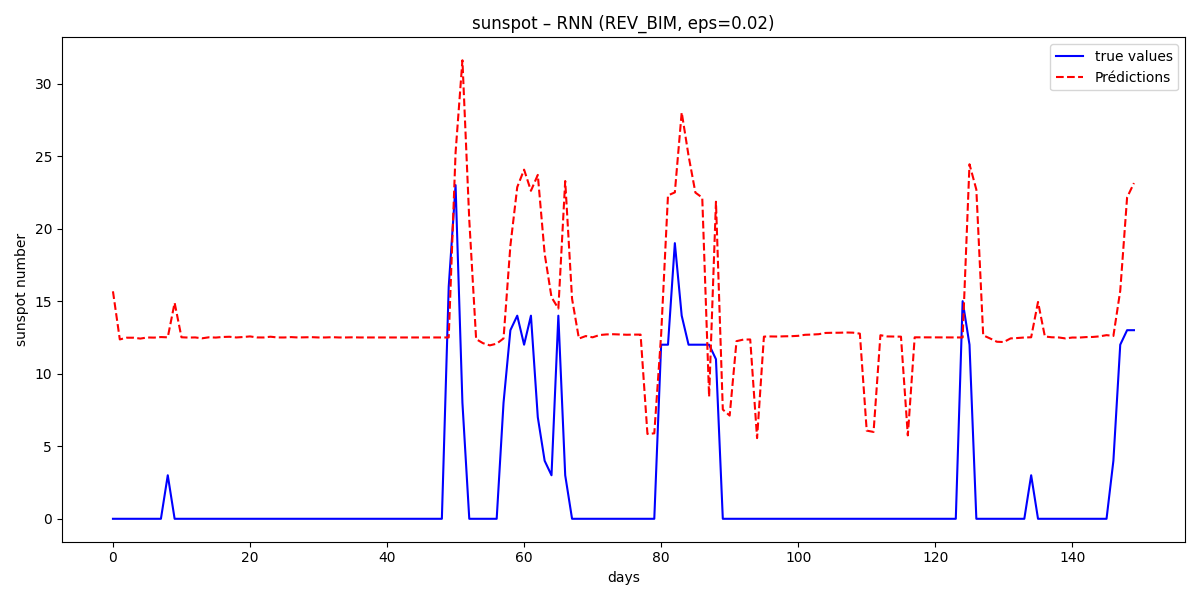 sunspot – RNN (REV_BIM, eps=0.02)
true values
Prédictions
sunspot number
30
25
20
15
10
5
0
0 20 40 60 80 100 120 140
days